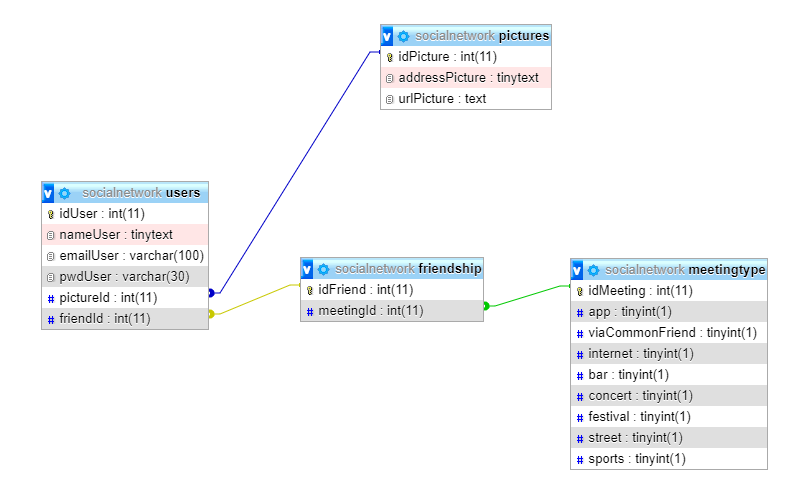 socialnetwork pictures
idPicture : int(11)
addressPicture : tinytext
urlPicture : text
socialnetwork users
idUser : int(11)
nameUser : tinytext
emailUser : varchar(100)
pwdUser : varchar(30)
pictureId : int(11)
friendId : int(11)
socialnetwork friendship
idFriend : int(11)
meetingId : int(11)
socialnetwork meetingtype
idMeeting : int(11)
app : tinyint(1)
viaCommonFriend : tinyint(1)
internet : tinyint(1)
bar : tinyint(1)
concert : tinyint(1)
festival : tinyint(1)
street : tinyint(1)
sports : tinyint(1)